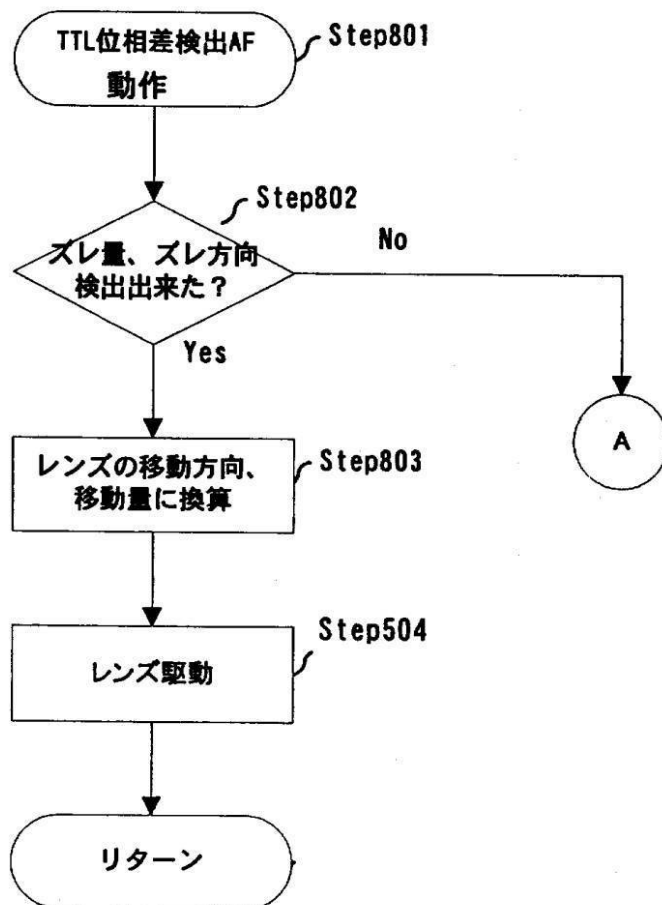 TTL位相差検出AF
動作
Step801
Step802
ズレ量、ズレ方向
検出出来た？
No
Yes
A
レンズの移動方向、
移動量に換算
Step803
Step504
レンズ駆動
リターン